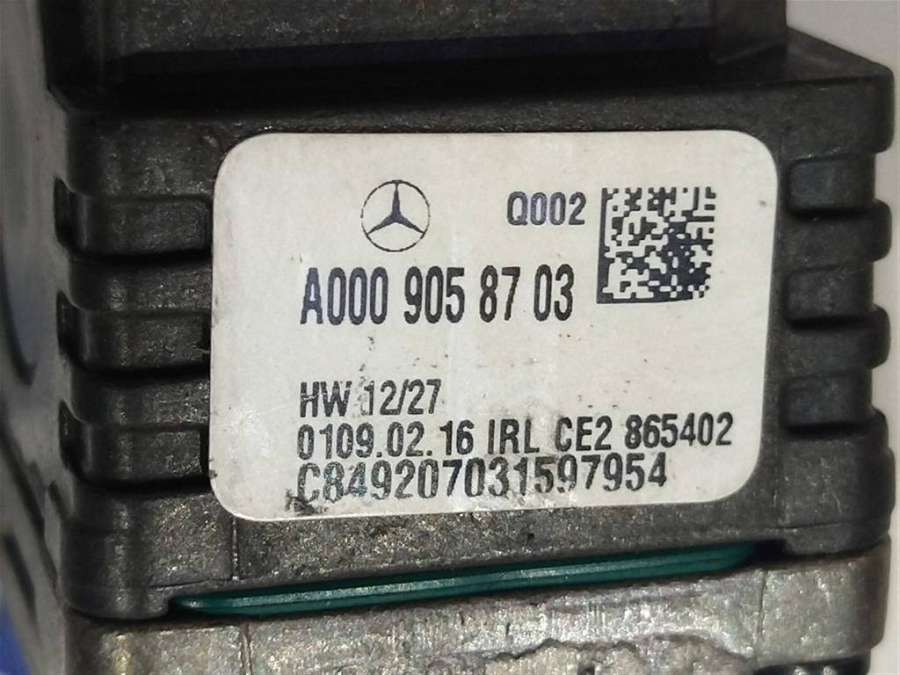 Q002
A000 905 87 03
HW 12/27
0109.02.16 IRL CE2 865402
C849207031597954